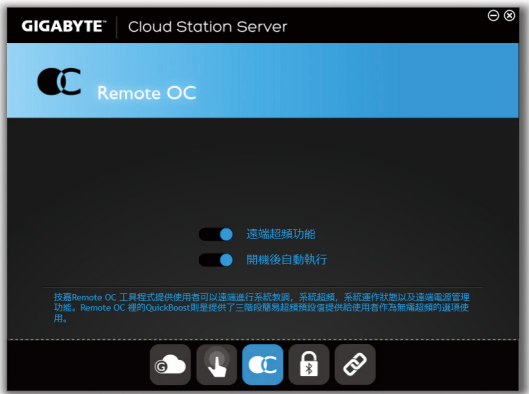 GIGABYTE™ Cloud Station Server
Remote OC
遠端超頻功能
開機後自動執行
技嘉Remote OC 工具程式提供使用者可以遠端進行系統教調，系統超頻，系統運作狀態以及遠端電源管理
功能。Remote OC 裡的QuickBoost則是提供了三階段簡易超頻預設值提供給使用者作為無痛超頻的選項使
用。
G